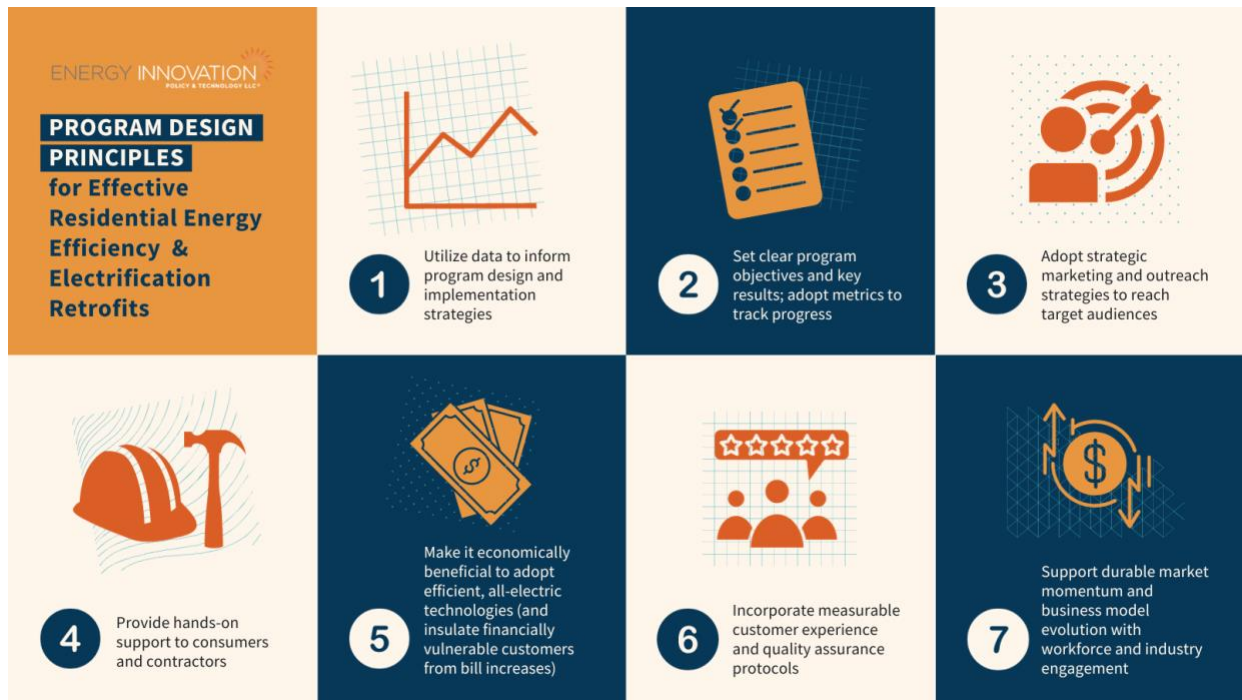 ENERGY INNOVATION
POLICY & TECHNOLOGY LLC®
PROGRAM DESIGN
PRINCIPLES
for Effective
Residential Energy
Efficiency &
Electrification
Retrofits
1
Utilize data to inform
program design and
implementation
strategies
2
Set clear program
objectives and key
results; adopt metrics to
track progress
3
Adopt strategic
marketing and outreach
strategies to reach
target audiences
4
Provide hands-on
support to consumers
and contractors
5
Make it economically
beneficial to adopt
efficient, all-electric
technologies (and
insulate financially
vulnerable customers
from bill increases)
6
Incorporate measurable
customer experience
and quality assurance
protocols
$
7
Support durable market
momentum and
business model
evolution with
workforce and industry
engagement